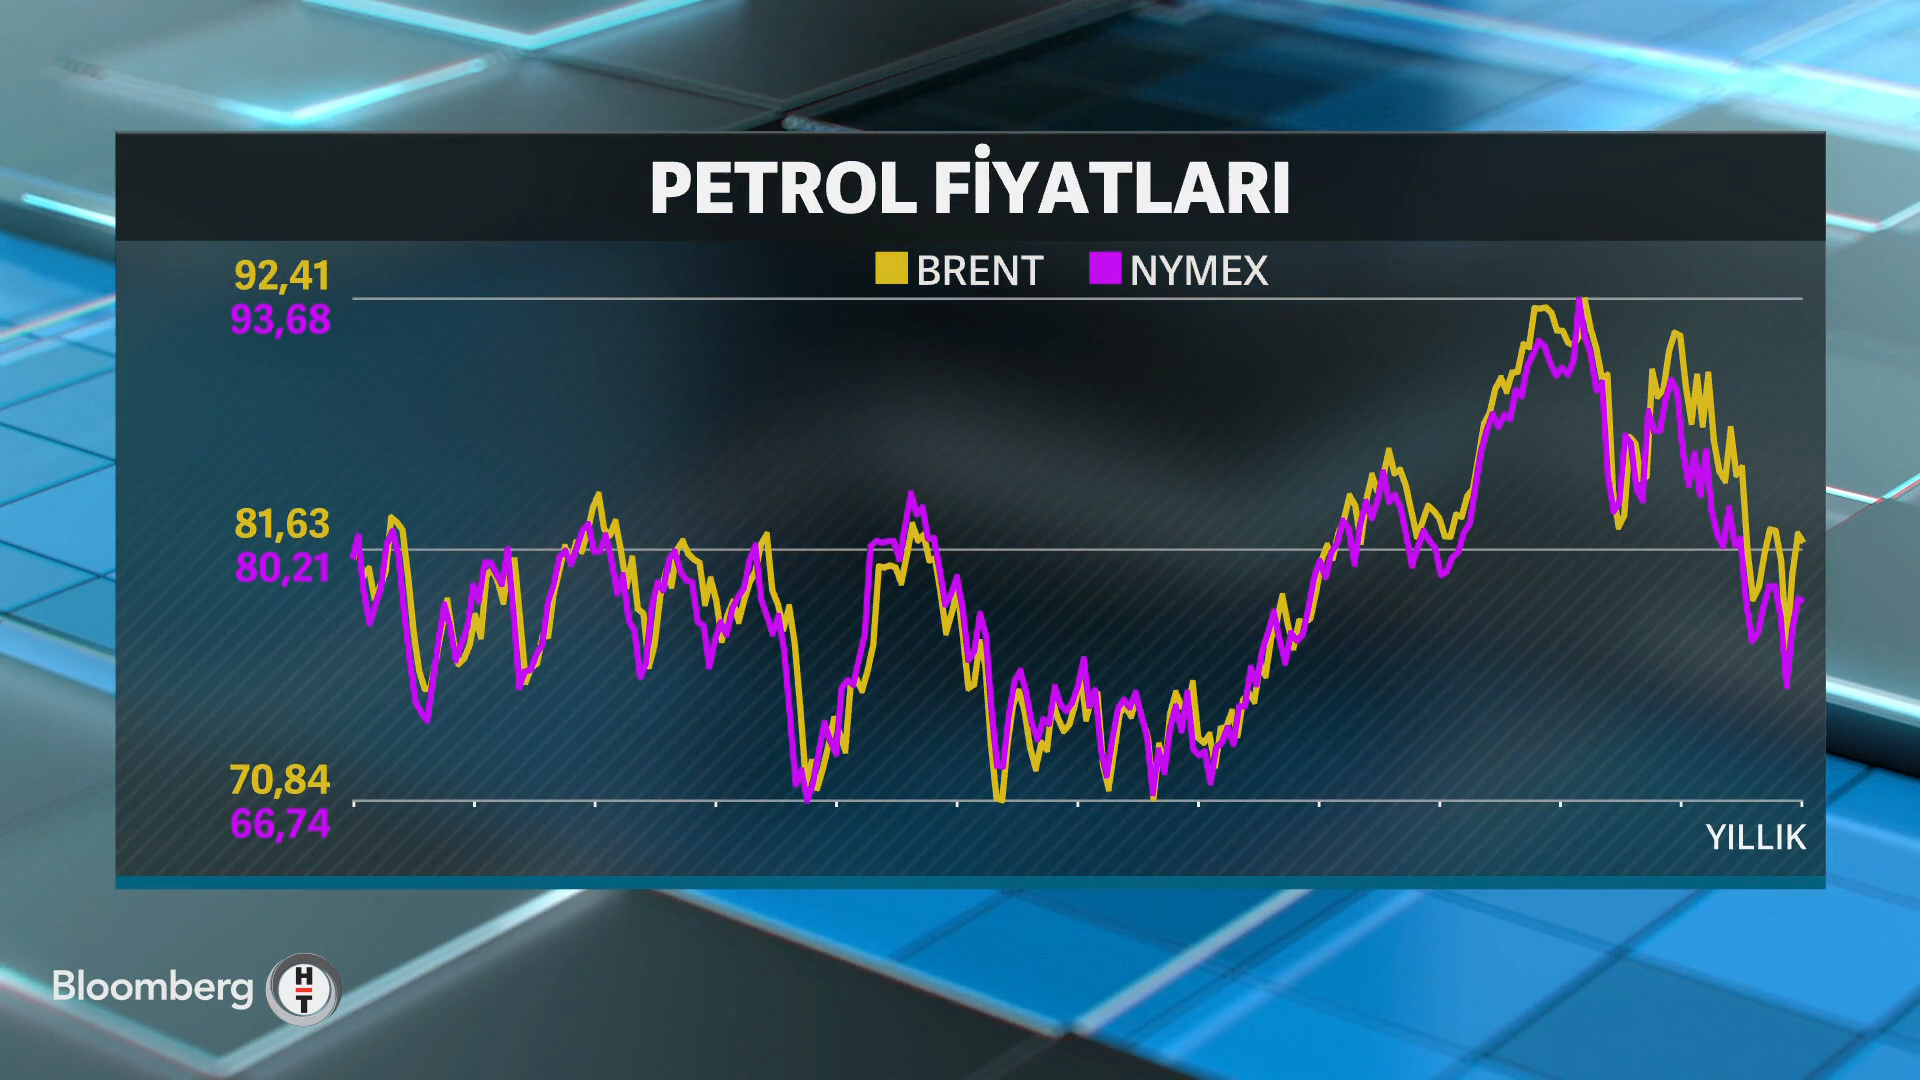 PETROL FİYATLARI
BRENT NYMEX
92,41
93,68
81,63
80,21
70,84
66,74
YILLIK
Bloomberg HT